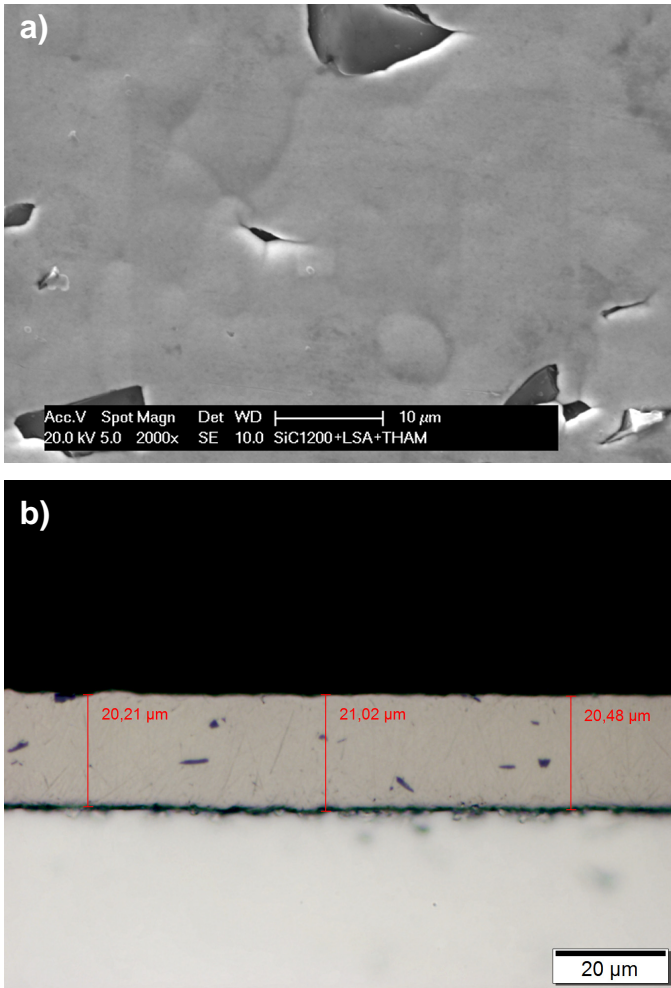 a)
Acc.V Spot Magn Det WD 10 µm
20.0 kV 5.0 2000x SE 10.0 SiC1200+LSA+THAM
b)
20,21 µm 21,02 µm 20,48 µm
20 µm